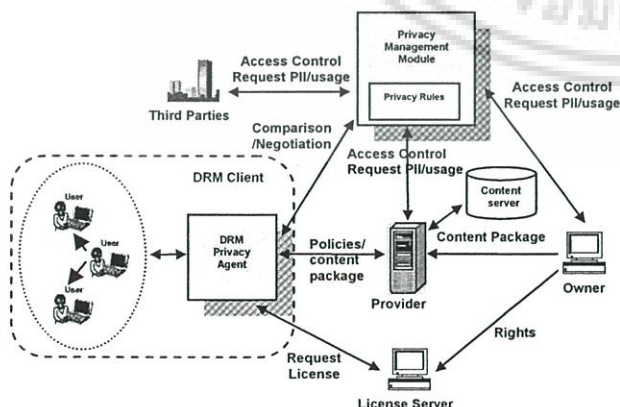 Privacy
Management
Module
Privacy Rules
Access Control
Request PII/usage
Third Parties
Access Control
Request PII/usage
Comparison
/Negotiation
Access Control
Request PII/usage
DRM Client
User
User
User
DRM
Privacy
Agent
Policies/
content
package
Content
server
Content Package
Provider
Owner
Rights
Request
License
License Server